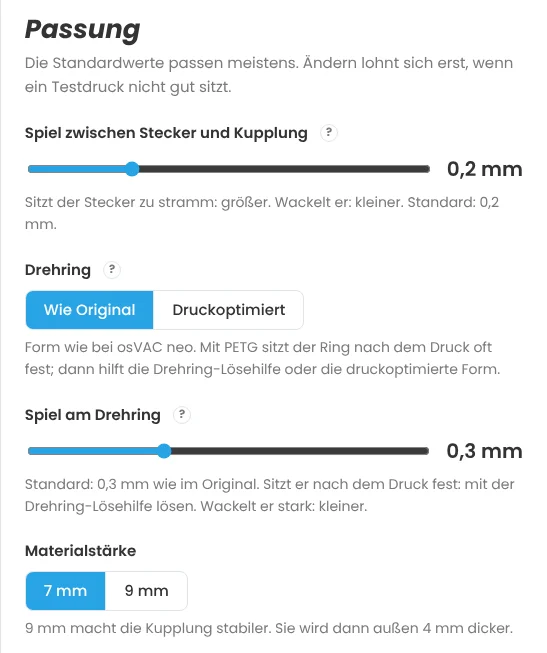 Passung
Die Standardwerte passen meistens. Ändern lohnt sich erst, wenn
ein Testdruck nicht gut sitzt.
Spiel zwischen Stecker und Kupplung ?
0,2 mm
Sitzt der Stecker zu stramm: größer. Wackelt er: kleiner. Standard: 0,2
mm.
Drehring ?
Wie Original Druckoptimiert
Form wie bei osVAC neo. Mit PETG sitzt der Ring nach dem Druck oft
fest; dann hilft die Drehring-Lösehilfe oder die druckoptimierte Form.
Spiel am Drehring ?
0,3 mm
Standard: 0,3 mm wie im Original. Sitzt er nach dem Druck fest: mit der
Drehring-Lösehilfe lösen. Wackelt er stark: kleiner.
Materialstärke
7 mm 9 mm
9 mm macht die Kupplung stabiler. Sie wird dann außen 4 mm dicker.